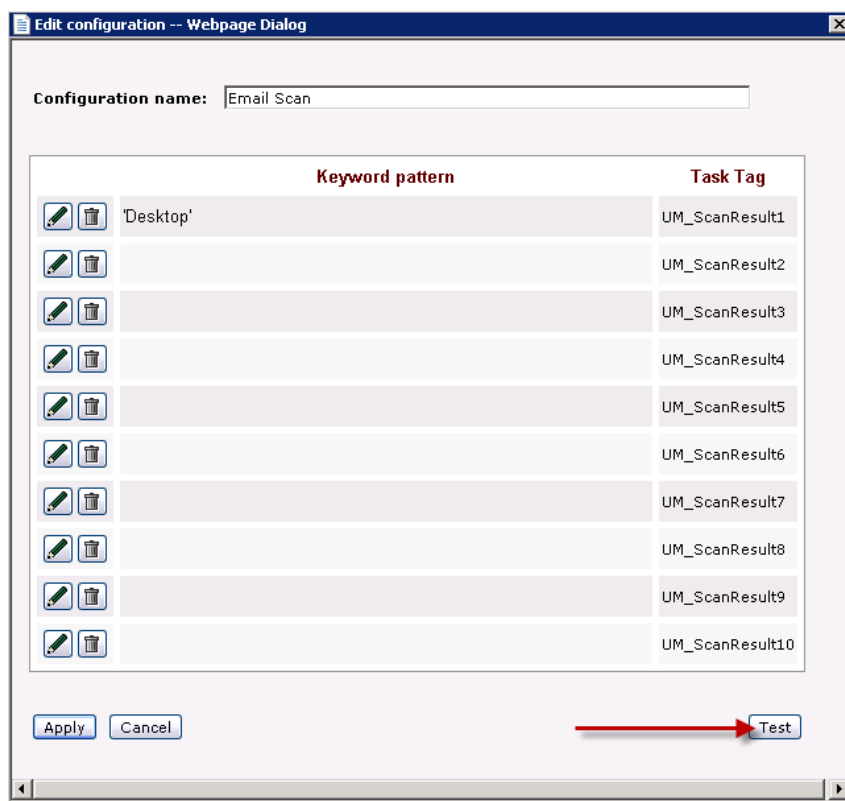 Edit configuration -- Webpage Dialog
Configuration name: Email Scan
Keyword pattern Task Tag
'Desktop' UM_ScanResult1
UM_ScanResult2
UM_ScanResult3
UM_ScanResult4
UM_ScanResult5
UM_ScanResult6
UM_ScanResult7
UM_ScanResult8
UM_ScanResult9
UM_ScanResult10
Apply Cancel Test